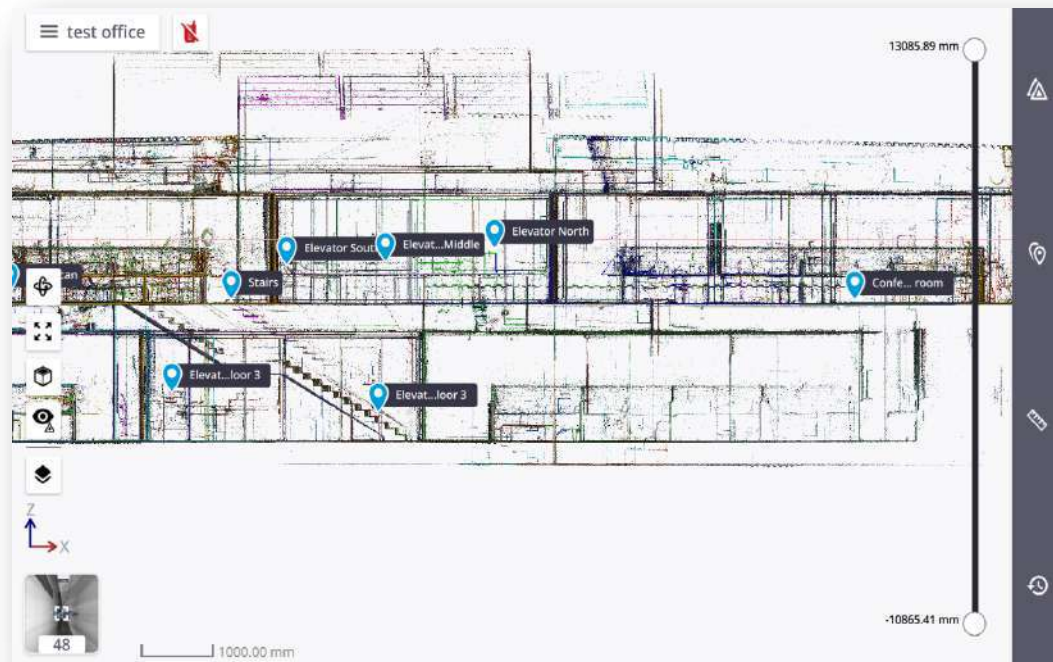 test office
13085.89 mm
Elevator North
Elevat...Middle
Elevator Sout
can
Stairs
Confe... room
Elevat...loor 3
Elevat...loor 3
Z
X
-10865.41 mm
48
1000.00 mm